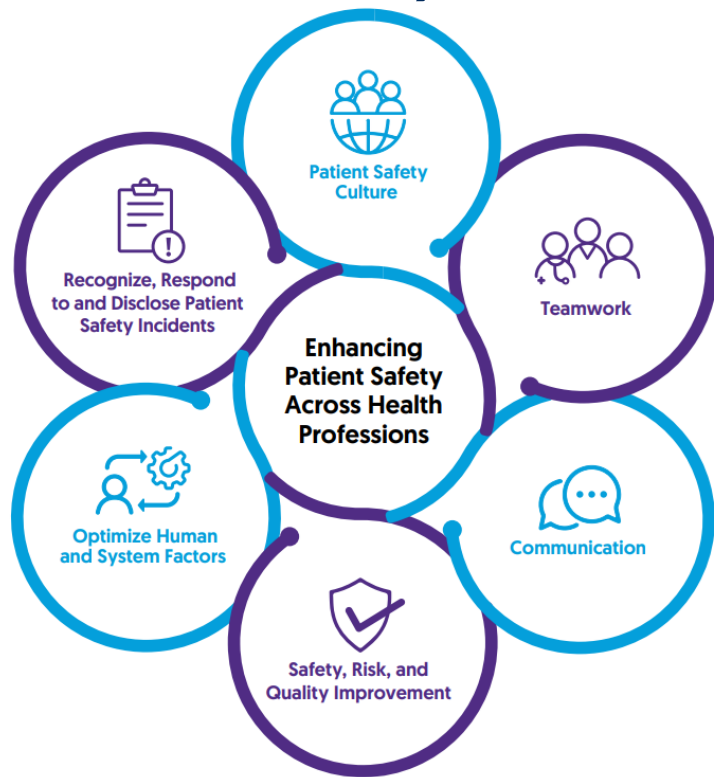 Patient Safety
Culture
Teamwork
Communication
Safety, Risk, and
Quality Improvement
Optimize Human
and System Factors
Recognize, Respond
to and Disclose Patient
Safety Incidents
Enhancing
Patient Safety
Across Health
Professions